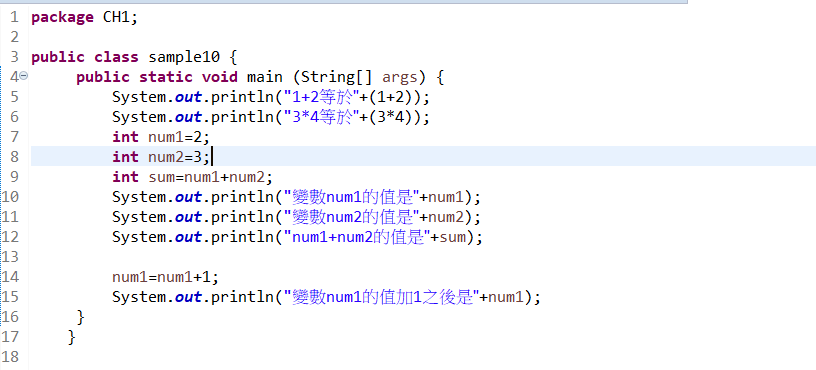 1 package CH1;
2
3 public class sample10 {
4 public static void main (String[] args) {
5 System.out.println("1+2等於"+(1+2));
6 System.out.println("3*4等於"+(3*4));
7 int num1=2;
8 int num2=3;
9 int sum=num1+num2;
10 System.out.println("變數num1的值是"+num1);
11 System.out.println("變數num2的值是"+num2);
12 System.out.println("num1+num2的值是"+sum);
13
14 num1=num1+1;
15 System.out.println("變數num1的值加1之後是"+num1);
16 }
17 }
18